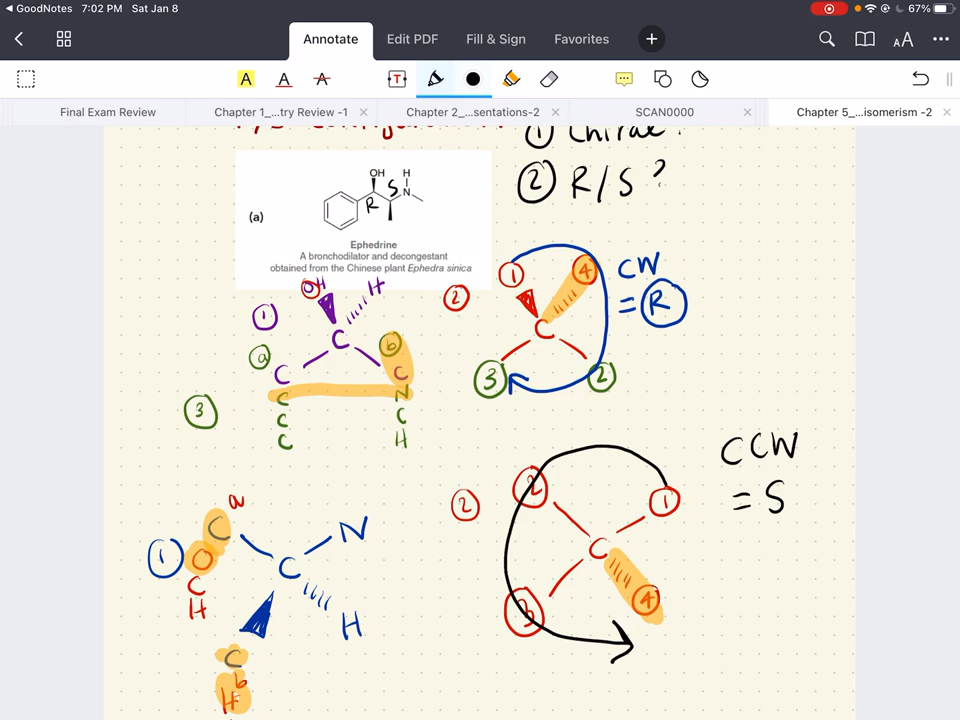 GoodNotes 7:02 PM Sat Jan 8 67%
Annotate Edit PDF Fill & Sign Favorites
AA
A A A T
Final Exam Review Chapter 1_...try Review -1 Chapter 2_...sentations-2 SCAN0000 Chapter 5_...isomerism -2
① Chiral?
② R/S ?
OH H
S N
R
(a)
Ephedrine
A bronchodilator and decongestant
obtained from the Chinese plant Ephedra sinica
OH H
①
C
a b
C C
C N
③ C C
C H
② ① ④ CW
C = R
③ ②
② ② ① CCW
C = S
③ ④
a
C N
① O C
C
H H
C
b
H